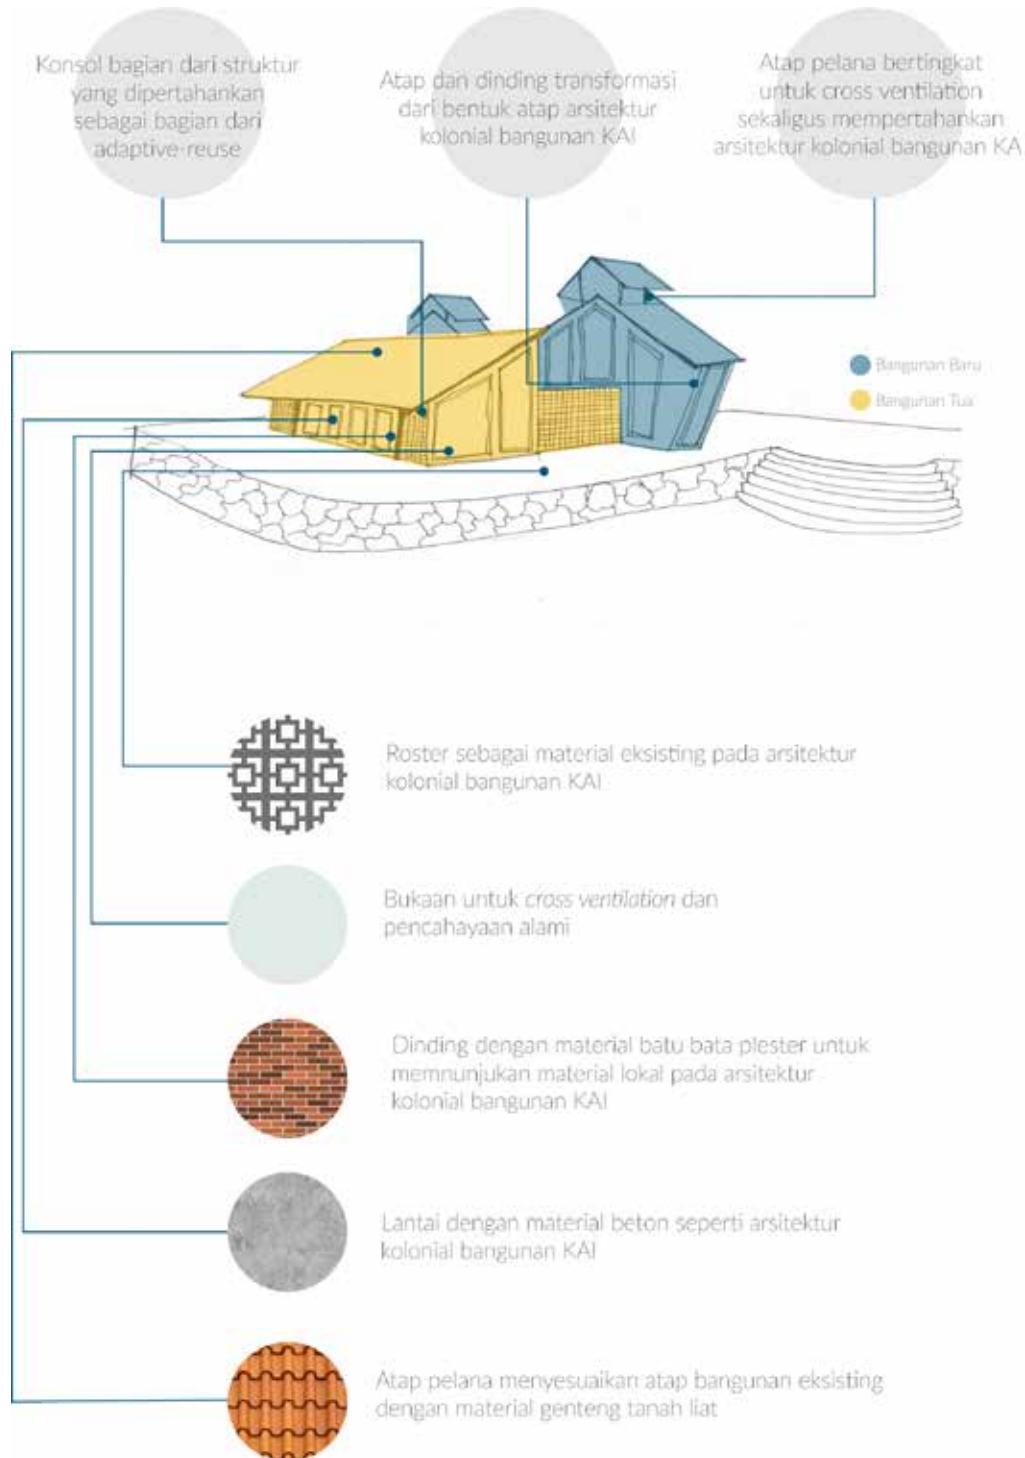 Konsol bagian dari struktur
yang dipertahankan
sebagai bagian dari
adaptive-reuse
Atap dan dinding transformasi
dari bentuk atap arsitektur
kolonial bangunan KAI
Atap pelana bertingkat
untuk cross ventilation
sekaligus mempertahankan
arsitektur kolonial bangunan KA
Bangunan Baru
Bangunan Tua
Roster sebagai material eksisting pada arsitektur
kolonial bangunan KAI
Bukaan untuk cross ventilation dan
pencahayaan alami
Dinding dengan material batu bata plester untuk
memnunjukan material lokal pada arsitektur
kolonial bangunan KAI
Lantai dengan material beton seperti arsitektur
kolonial bangunan KAI
Atap pelana menyesuaikan atap bangunan eksisting
dengan material genteng tanah liat